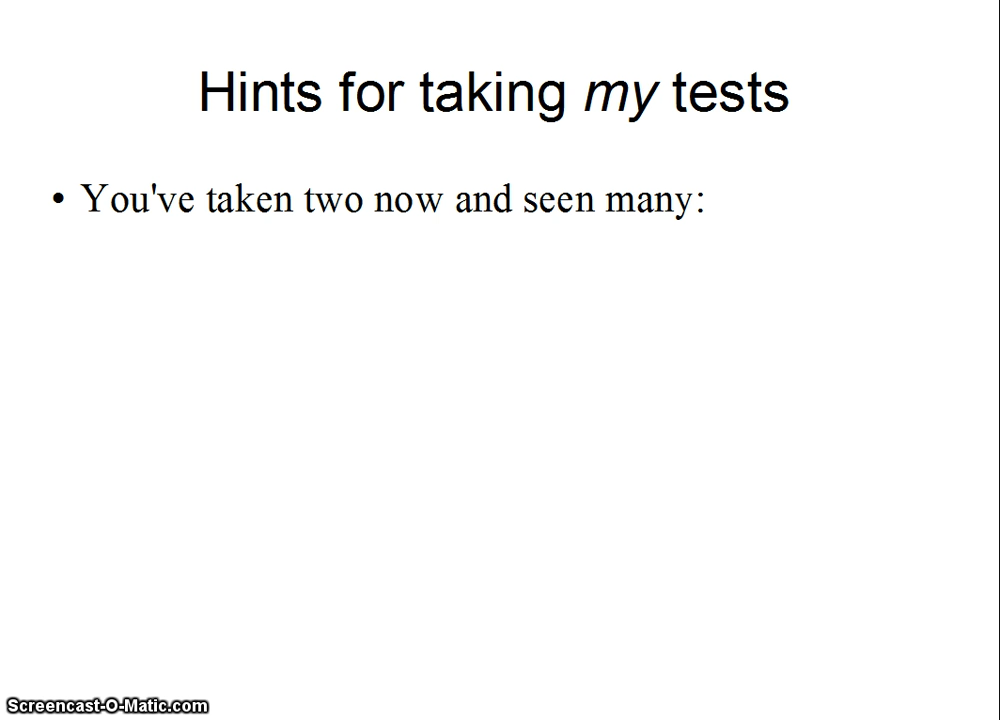 Hints for taking my tests
• You've taken two now and seen many:
Screencast-O-Matic.com